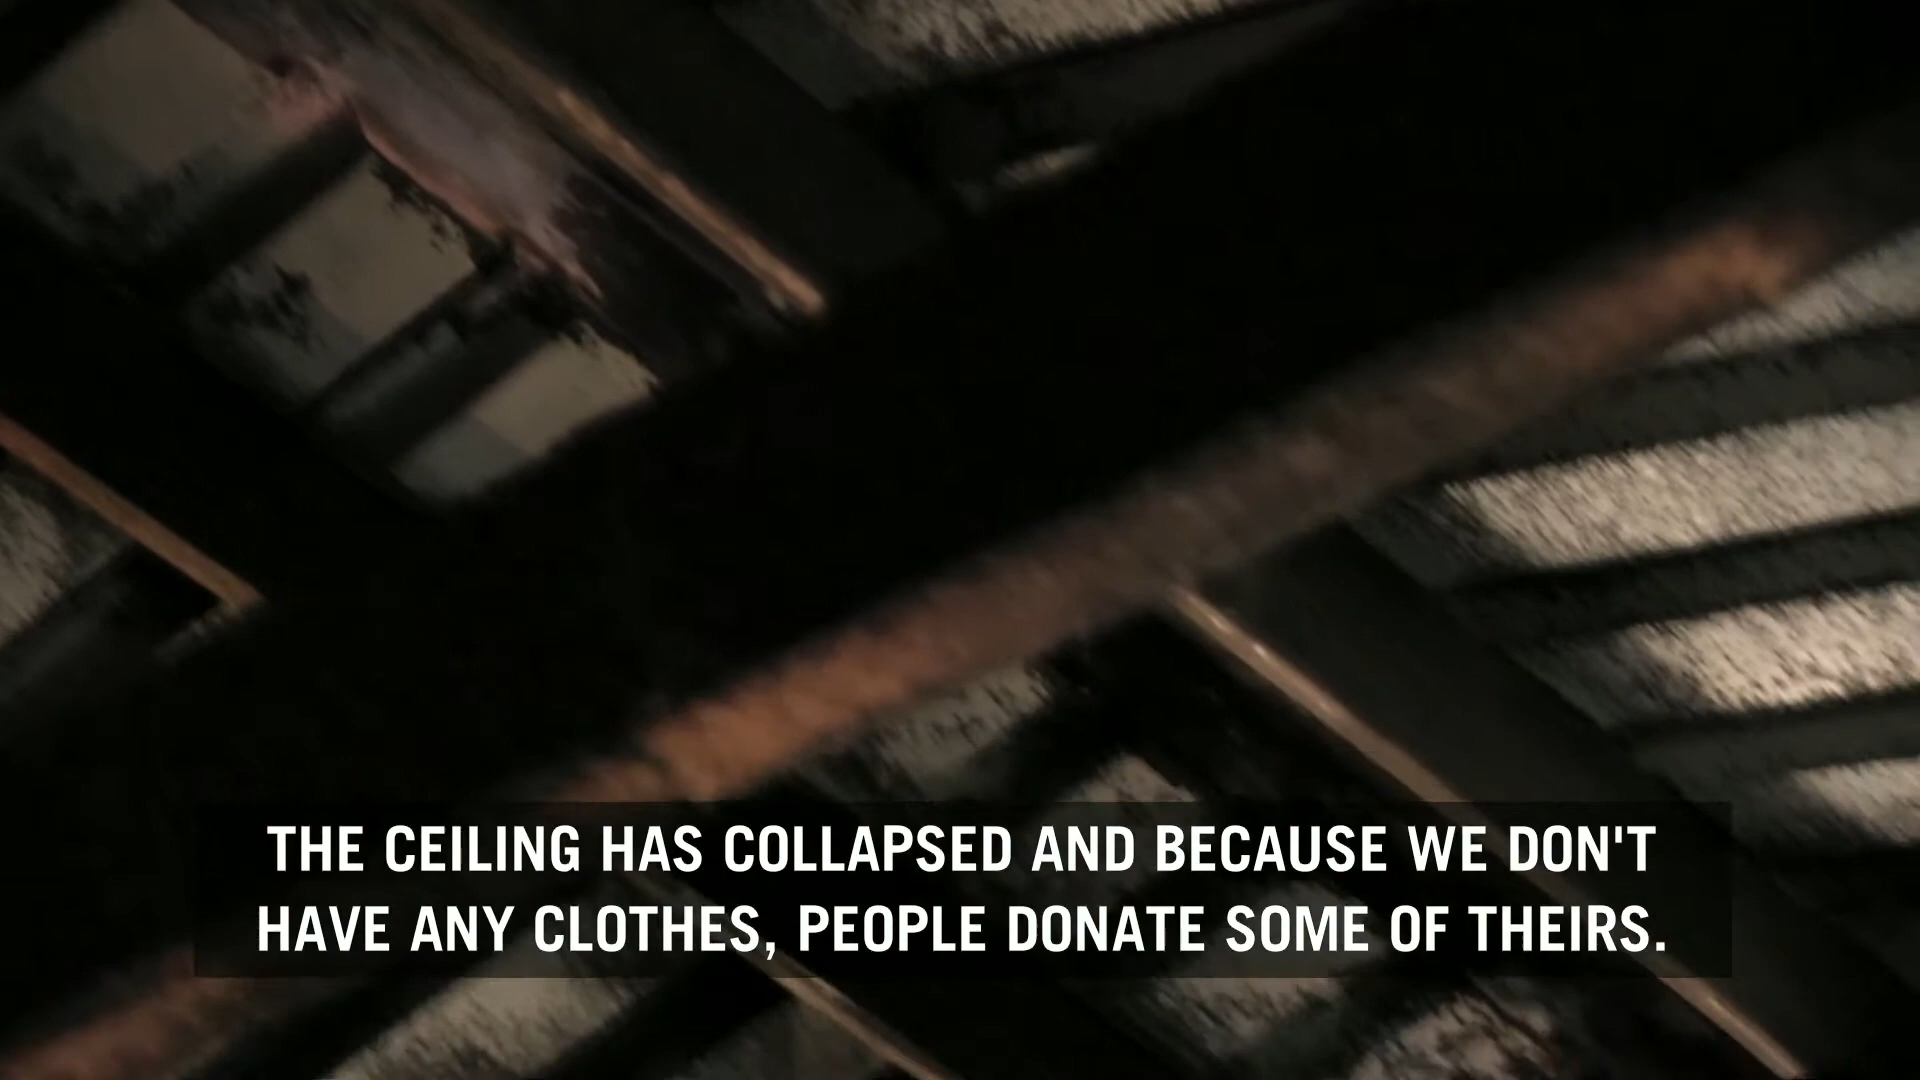 THE CEILING HAS COLLAPSED AND BECAUSE WE DON'T
HAVE ANY CLOTHES, PEOPLE DONATE SOME OF THEIRS.